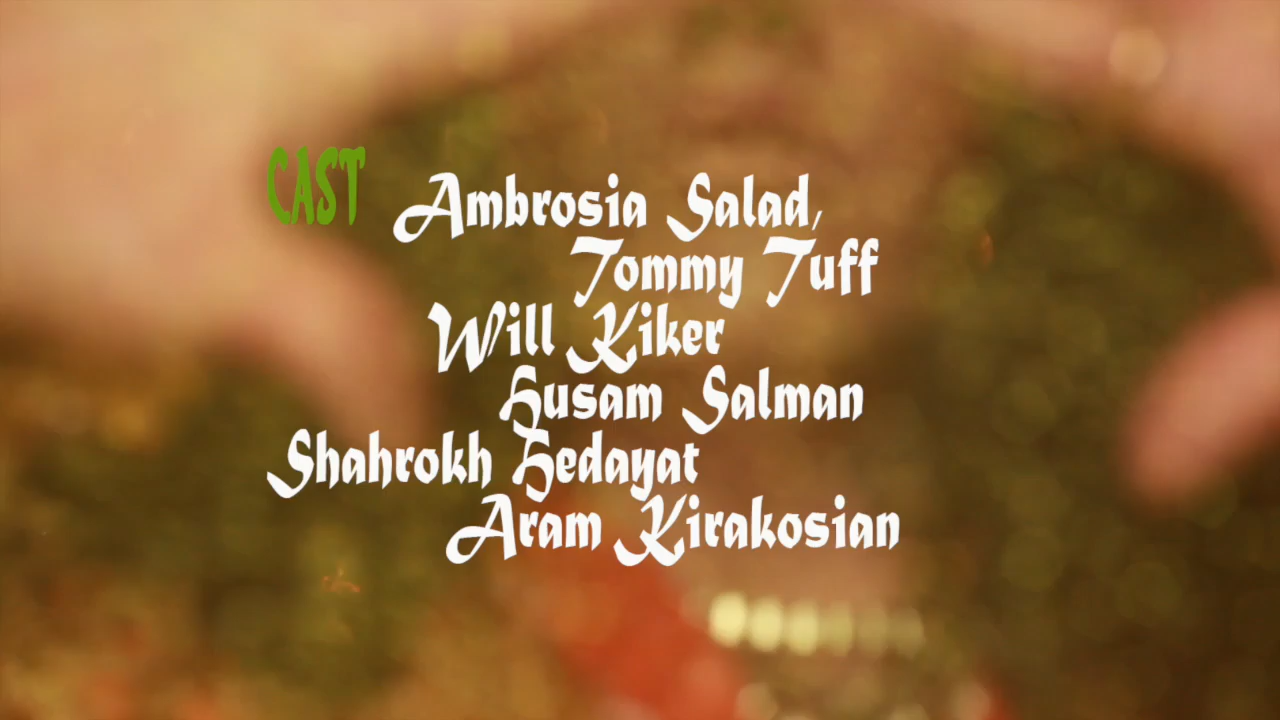 CAST Ambrosia Salad,
Tommy Tuff
Will Kiker
Husam Salman
Shahrokh Hedayat
Aram Kirakosian